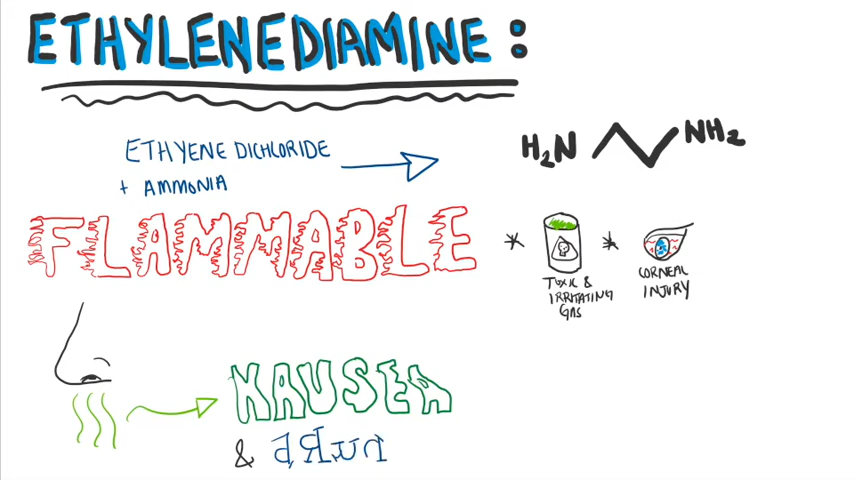 ETHYLENEDIAMINE:
ETHYENE DICHLORIDE
+ AMMONIA
H₂N NH₂
FLAMMABLE
* *
TOXIC &
IRRITATING
GAS
CORNEAL
INJURY
NAUSEA
&